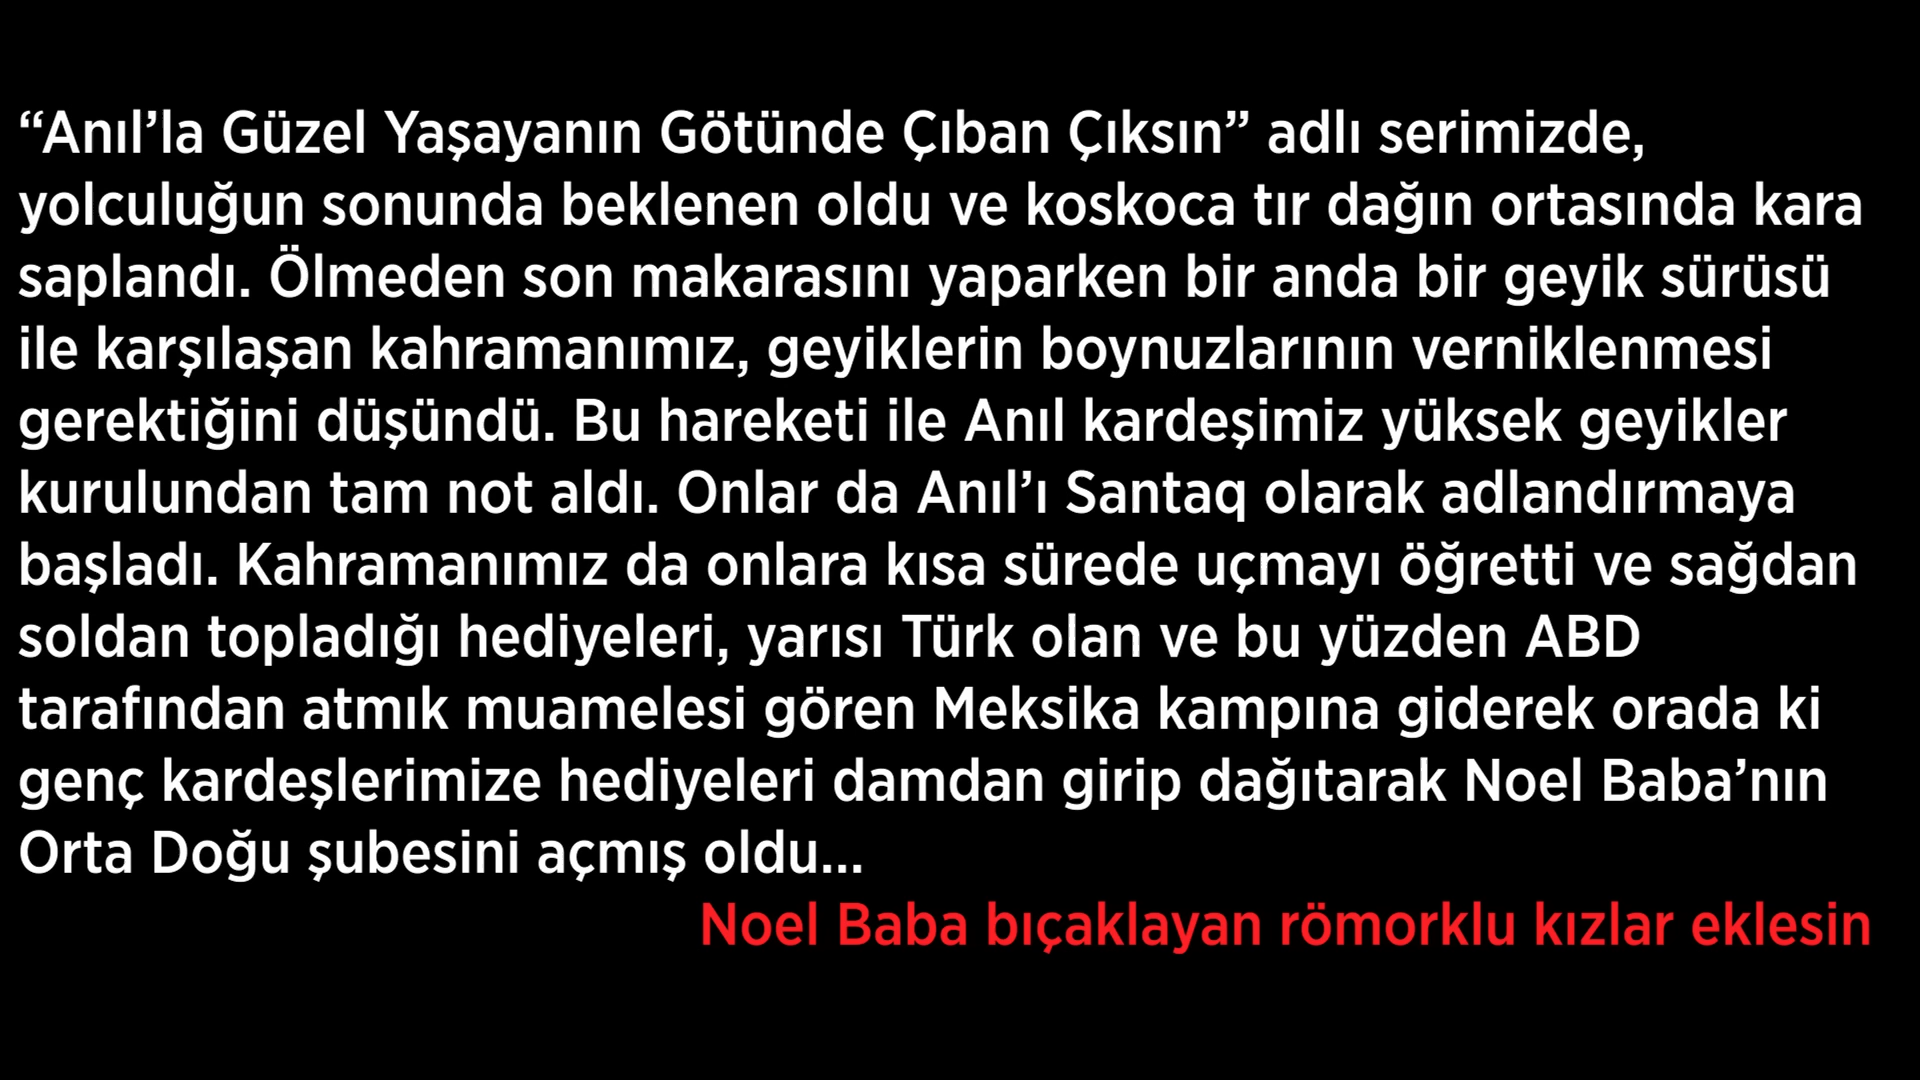 “Anıl’la Güzel Yaşayanın Götünde Çıban Çıksın” adlı serimizde,
yolculuğun sonunda beklenen oldu ve koskoca tır dağın ortasında kara
saplandı. Ölmeden son makarasını yaparken bir anda bir geyik sürüsü
ile karşılaşan kahramanımız, geyiklerin boynuzlarının verniklenmesi
gerektiğini düşündü. Bu hareketi ile Anıl kardeşimiz yüksek geyikler
kurulundan tam not aldı. Onlar da Anıl’ı Santaq olarak adlandırmaya
başladı. Kahramanımız da onlara kısa sürede uçmayı öğretti ve sağdan
soldan topladığı hediyeleri, yarısı Türk olan ve bu yüzden ABD
tarafından atmık muamelesi gören Meksika kampına giderek orada ki
genç kardeşlerimize hediyeleri damdan girip dağıtarak Noel Baba’nın
Orta Doğu şubesini açmış oldu...
Noel Baba bıçaklayan römorklu kızlar eklesin